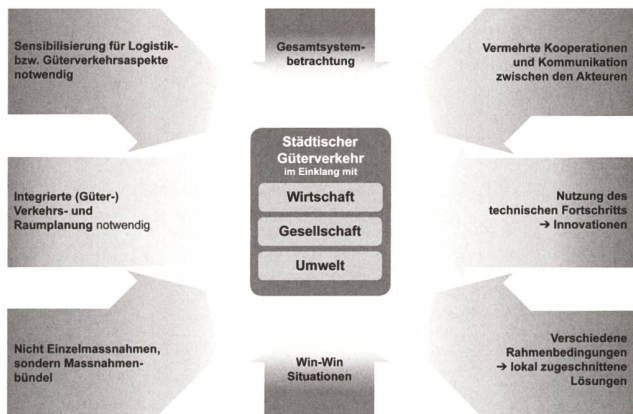 Sensibilisierung für Logistik-
bzw. Güterverkehrsaspekte
notwendig
Gesamtsystem-
betrachtung
Vermehrte Kooperationen
und Kommunikation
zwischen den Akteuren
Städtischer
Güterverkehr
im Einklang mit
Wirtschaft
Gesellschaft
Umwelt
Integrierte (Güter-)
Verkehrs- und
Raumplanung notwendig
Nutzung des
technischen Fortschritts
→ Innovationen
Nicht Einzelmassnahmen,
sondern Massnahmen-
bündel
Win-Win
Situationen
Verschiedene
Rahmenbedingungen
→ lokal zugeschnittene
Lösungen